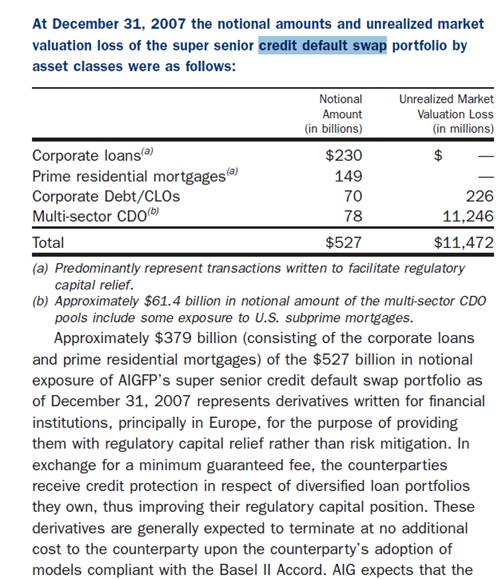 At December 31, 2007 the notional amounts and unrealized market
valuation loss of the super senior credit default swap portfolio by
asset classes were as follows:
Notional Unrealized Market
Amount Valuation Loss
(in billions) (in millions)
Corporate loans(a) $230 $ —
Prime residential mortgages(a) 149 —
Corporate Debt/CLOs 70 226
Multi-sector CDO(b) 78 11,246
Total $527 $11,472
(a) Predominantly represent transactions written to facilitate regulatory
capital relief.
(b) Approximately $61.4 billion in notional amount of the multi-sector CDO
pools include some exposure to U.S. subprime mortgages.
Approximately $379 billion (consisting of the corporate loans
and prime residential mortgages) of the $527 billion in notional
exposure of AIGFP's super senior credit default swap portfolio as
of December 31, 2007 represents derivatives written for financial
institutions, principally in Europe, for the purpose of providing
them with regulatory capital relief rather than risk mitigation. In
exchange for a minimum guaranteed fee, the counterparties
receive credit protection in respect of diversified loan portfolios
they own, thus improving their regulatory capital position. These
derivatives are generally expected to terminate at no additional
cost to the counterparty upon the counterparty's adoption of
models compliant with the Basel II Accord. AIG expects that the